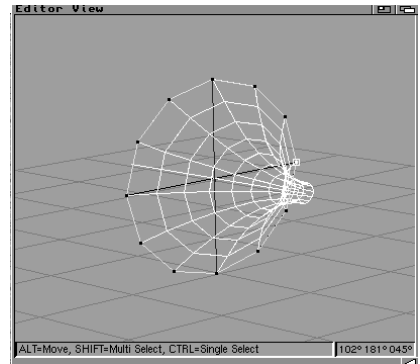 Editor View
ALT=Move, SHIFT=Multi Select, CTRL=Single Select
102° 181° 045°